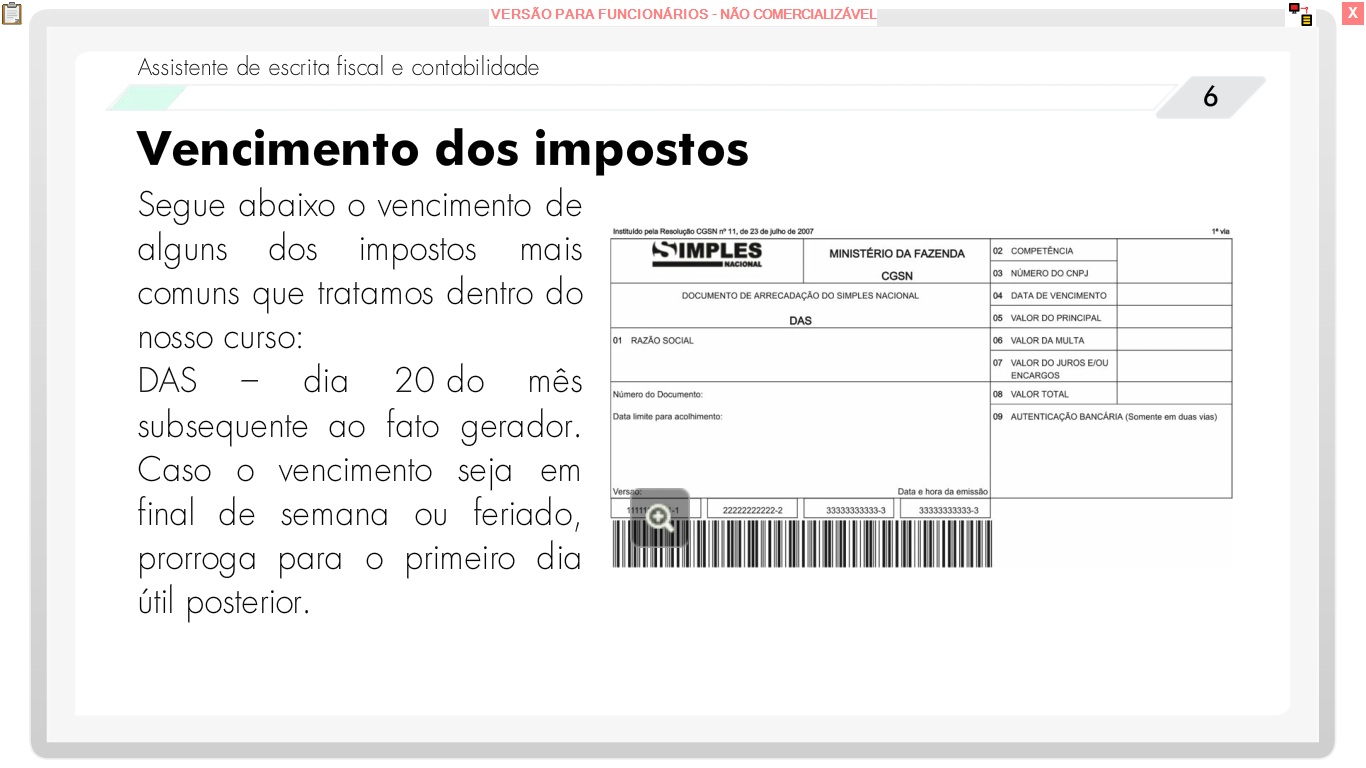 VERSÃO PARA FUNCIONÁRIOS - NÃO COMERCIALIZÁVEL
X
Assistente de escrita fiscal e contabilidade
6
Vencimento dos impostos
Segue abaixo o vencimento de
alguns dos impostos mais
comuns que tratamos dentro do
nosso curso:
DAS – dia 20 do mês
subsequente ao fato gerador.
Caso o vencimento seja em
final de semana ou feriado,
prorroga para o primeiro dia
útil posterior.
Instituído pela Resolução CGSN nº 11, de 23 de julho de 2007
1ª via
SIMPLES
NACIONAL
MINISTÉRIO DA FAZENDA
CGSN
DOCUMENTO DE ARRECADAÇÃO DO SIMPLES NACIONAL
DAS
01 RAZÃO SOCIAL
Número do Documento:
Data limite para acolhimento:
Versão:
Data e hora da emissão
02 COMPETÊNCIA
03 NÚMERO DO CNPJ
04 DATA DE VENCIMENTO
05 VALOR DO PRINCIPAL
06 VALOR DA MULTA
07 VALOR DO JUROS E/OU
ENCARGOS
08 VALOR TOTAL
09 AUTENTICAÇÃO BANCÁRIA (Somente em duas vias)
22222222222-2
33333333333-3
33333333333-3